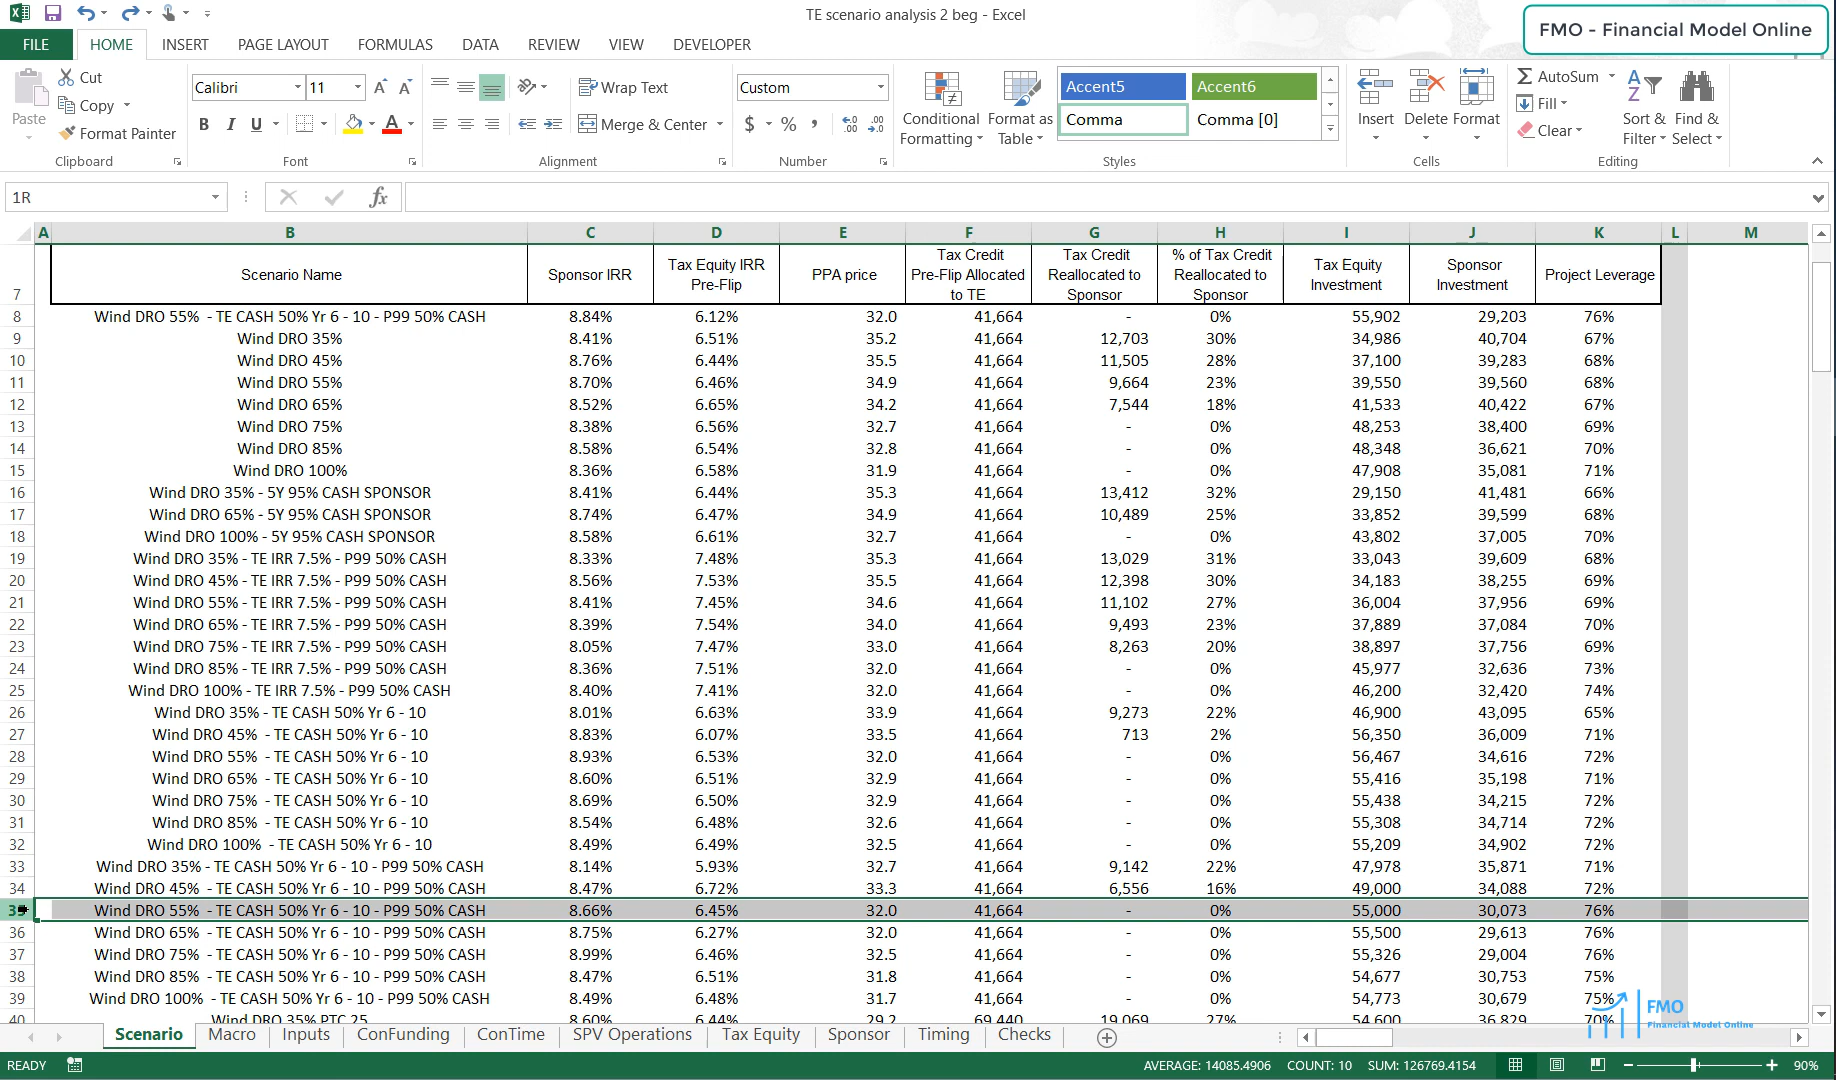 TE scenario analysis 2 beg - Excel
FMO - Financial Model Online
FILE HOME INSERT PAGE LAYOUT FORMULAS DATA REVIEW VIEW DEVELOPER
Paste
Cut
Copy
Format Painter
Clipboard
Calibri 11
B I U
Font
Wrap Text
Merge & Center
Alignment
Custom
$ % ,
Number
Conditional Formatting
Format as Table
Accent5 Accent6
Comma Comma [0]
Styles
Insert Delete Format
Cells
AutoSum
Fill
Clear
Sort & Filter
Find & Select
Editing
1R fx
A B C D E F G H I J K L M
7 Scenario Name Sponsor IRR Tax Equity IRR Pre-Flip PPA price Tax Credit Pre-Flip Allocated to TE Tax Credit Reallocated to Sponsor % of Tax Credit Reallocated to Sponsor Tax Equity Investment Sponsor Investment Project Leverage
8 Wind DRO 55% - TE CASH 50% Yr 6 - 10 - P99 50% CASH 8.84% 6.12% 32.0 41,664 - 0% 55,902 29,203 76%
9 Wind DRO 35% 8.41% 6.51% 35.2 41,664 12,703 30% 34,986 40,704 67%
10 Wind DRO 45% 8.76% 6.44% 35.5 41,664 11,505 28% 37,100 39,283 68%
11 Wind DRO 55% 8.70% 6.46% 34.9 41,664 9,664 23% 39,550 39,560 68%
12 Wind DRO 65% 8.52% 6.65% 34.2 41,664 7,544 18% 41,533 40,422 67%
13 Wind DRO 75% 8.38% 6.56% 32.7 41,664 - 0% 48,253 38,400 69%
14 Wind DRO 85% 8.58% 6.54% 32.8 41,664 - 0% 48,348 36,621 70%
15 Wind DRO 100% 8.36% 6.58% 31.9 41,664 - 0% 47,908 35,081 71%
16 Wind DRO 35% - 5Y 95% CASH SPONSOR 8.41% 6.44% 35.3 41,664 13,412 32% 29,150 41,481 66%
17 Wind DRO 65% - 5Y 95% CASH SPONSOR 8.74% 6.47% 34.9 41,664 10,489 25% 33,852 39,599 68%
18 Wind DRO 100% - 5Y 95% CASH SPONSOR 8.58% 6.61% 32.7 41,664 - 0% 43,802 37,005 70%
19 Wind DRO 35% - TE IRR 7.5% - P99 50% CASH 8.33% 7.48% 35.3 41,664 13,029 31% 33,043 39,609 68%
20 Wind DRO 45% - TE IRR 7.5% - P99 50% CASH 8.56% 7.53% 35.5 41,664 12,398 30% 34,183 38,255 69%
21 Wind DRO 55% - TE IRR 7.5% - P99 50% CASH 8.41% 7.45% 34.6 41,664 11,102 27% 36,004 37,956 69%
22 Wind DRO 65% - TE IRR 7.5% - P99 50% CASH 8.39% 7.54% 34.0 41,664 9,493 23% 37,889 37,084 70%
23 Wind DRO 75% - TE IRR 7.5% - P99 50% CASH 8.05% 7.47% 33.0 41,664 8,263 20% 38,897 37,756 69%
24 Wind DRO 85% - TE IRR 7.5% - P99 50% CASH 8.36% 7.51% 32.0 41,664 - 0% 45,977 32,636 73%
25 Wind DRO 100% - TE IRR 7.5% - P99 50% CASH 8.40% 7.41% 32.0 41,664 - 0% 46,200 32,420 74%
26 Wind DRO 35% - TE CASH 50% Yr 6 - 10 8.01% 6.63% 33.9 41,664 9,273 22% 46,900 43,095 65%
27 Wind DRO 45% - TE CASH 50% Yr 6 - 10 8.83% 6.07% 33.5 41,664 713 2% 56,350 36,009 71%
28 Wind DRO 55% - TE CASH 50% Yr 6 - 10 8.93% 6.53% 32.0 41,664 - 0% 56,467 34,616 72%
29 Wind DRO 65% - TE CASH 50% Yr 6 - 10 8.60% 6.51% 32.9 41,664 - 0% 55,416 35,198 71%
30 Wind DRO 75% - TE CASH 50% Yr 6 - 10 8.69% 6.50% 32.9 41,664 - 0% 55,438 34,215 72%
31 Wind DRO 85% - TE CASH 50% Yr 6 - 10 8.54% 6.48% 32.6 41,664 - 0% 55,308 34,714 72%
32 Wind DRO 100% - TE CASH 50% Yr 6 - 10 8.49% 6.49% 32.5 41,664 - 0% 55,209 34,902 72%
33 Wind DRO 35% - TE CASH 50% Yr 6 - 10 - P99 50% CASH 8.14% 5.93% 32.7 41,664 9,142 22% 47,978 35,871 71%
34 Wind DRO 45% - TE CASH 50% Yr 6 - 10 - P99 50% CASH 8.47% 6.72% 33.3 41,664 6,556 16% 49,000 34,088 72%
35 Wind DRO 55% - TE CASH 50% Yr 6 - 10 - P99 50% CASH 8.66% 6.45% 32.0 41,664 - 0% 55,000 30,073 76%
36 Wind DRO 65% - TE CASH 50% Yr 6 - 10 - P99 50% CASH 8.75% 6.27% 32.0 41,664 - 0% 55,500 29,613 76%
37 Wind DRO 75% - TE CASH 50% Yr 6 - 10 - P99 50% CASH 8.99% 6.46% 32.5 41,664 - 0% 55,326 29,004 76%
38 Wind DRO 85% - TE CASH 50% Yr 6 - 10 - P99 50% CASH 8.47% 6.51% 31.8 41,664 - 0% 54,677 30,753 75%
39 Wind DRO 100% - TE CASH 50% Yr 6 - 10 - P99 50% CASH 8.49% 6.48% 31.7 41,664 - 0% 54,773 30,679 75%
40 Wind DRO 35% PTC 25 8.60% 6.44% 29.2 69,440 19,069 27% 54,600 36,829 70%
FMO
Financial Model Online
Scenario Macro Inputs ConFunding ConTime SPV Operations Tax Equity Sponsor Timing Checks
READY AVERAGE: 14085.4906 COUNT: 10 SUM: 126769.4154 90%